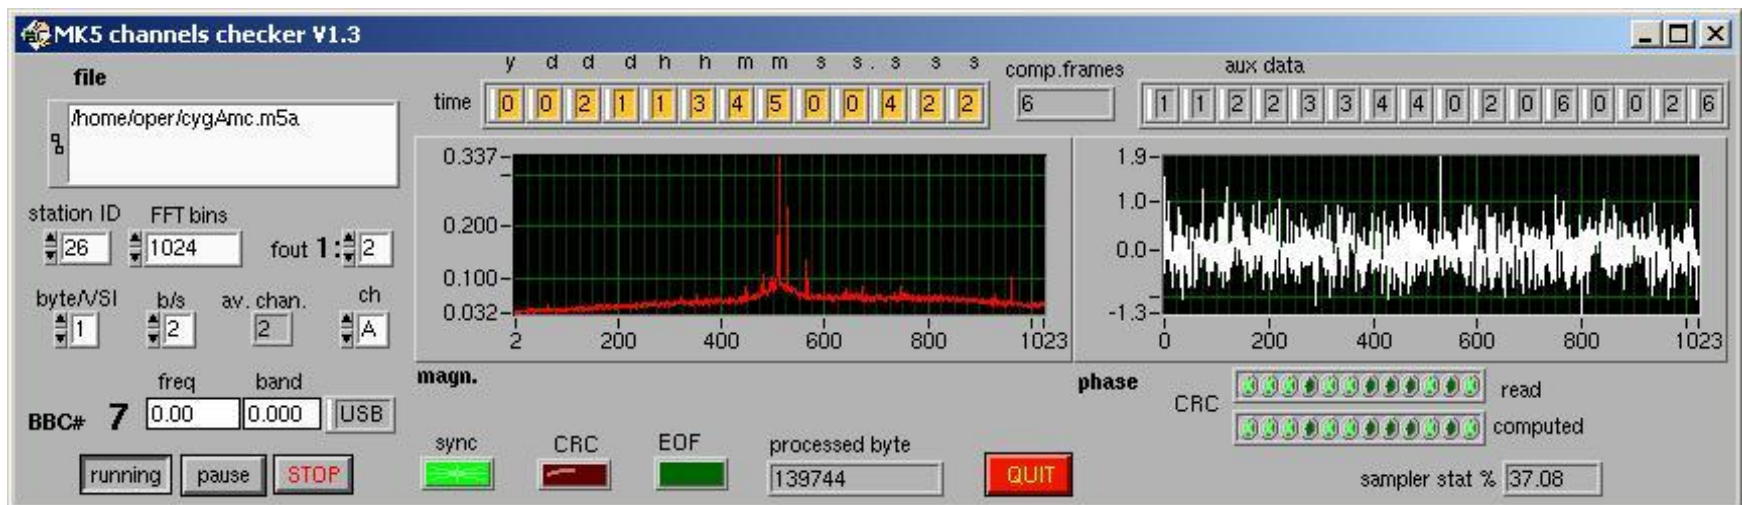 MK5 channels checker V1.3
file
y d d d h h m m s s . s s s
comp.frames
aux data
time 0 0 2 1 1 3 4 5 0 0 4 2 2
6
1 1 2 2 3 3 4 4 0 2 0 6 0 0 2 6
/home/oper/cygAmc.m5a
station ID FFT bins
26 1024 fout 1: 2
byte/VSI b/s av. chan. ch
1 2 2 A
freq band
BBC# 7 0.00 0.000 USB
running pause STOP
0.337
0.200
0.100
0.032
2 200 400 600 800 1023
magn.
1.9
1.0
0.0
-1.3
0 200 400 600 800 1023
phase
CRC read
computed
sync CRC EOF processed byte
139744
QUIT
sampler stat % 37.08